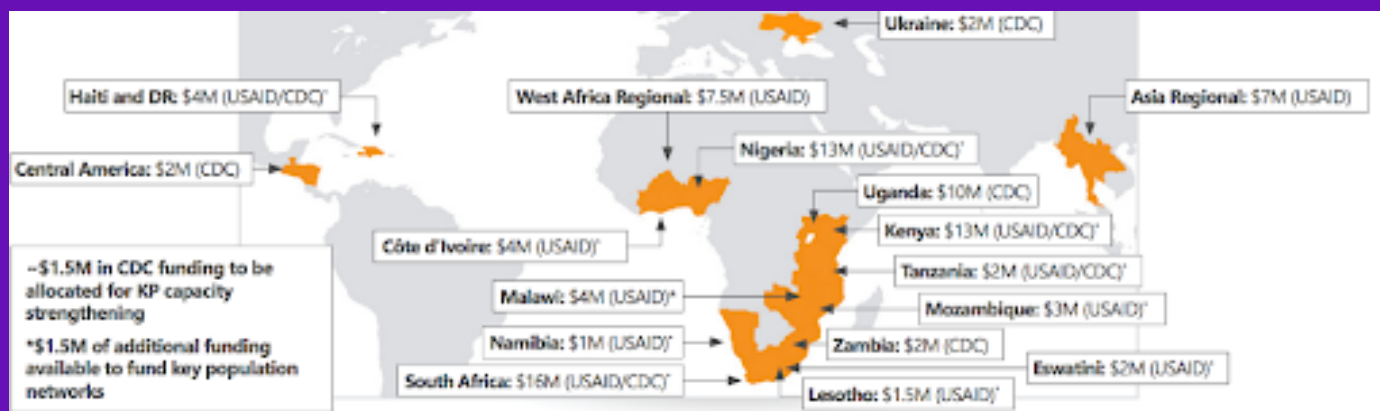 Ukraine: $2M (CDC)
Haiti and DR: $4M (USAID/CDC)*
West Africa Regional: $7.5M (USAID)
Asia Regional: $7M (USAID)
Nigeria: $13M (USAID/CDC)*
Central America: $2M (CDC)
Uganda: $10M (CDC)
Kenya: $13M (USAID/CDC)*
Côte d'Ivoire: $4M (USAID)*
Tanzania: $2M (USAID/CDC)*
Malawi: $4M (USAID)*
Mozambique: $3M (USAID)*
Namibia: $1M (USAID)*
Zambia: $2M (CDC)
Eswatini: $2M (USAID)*
South Africa: $16M (USAID/CDC)*
Lesotho: $1.5M (USAID)*
~$1.5M in CDC funding to be
allocated for KP capacity
strengthening
*$1.5M of additional funding
available to fund key population
networks